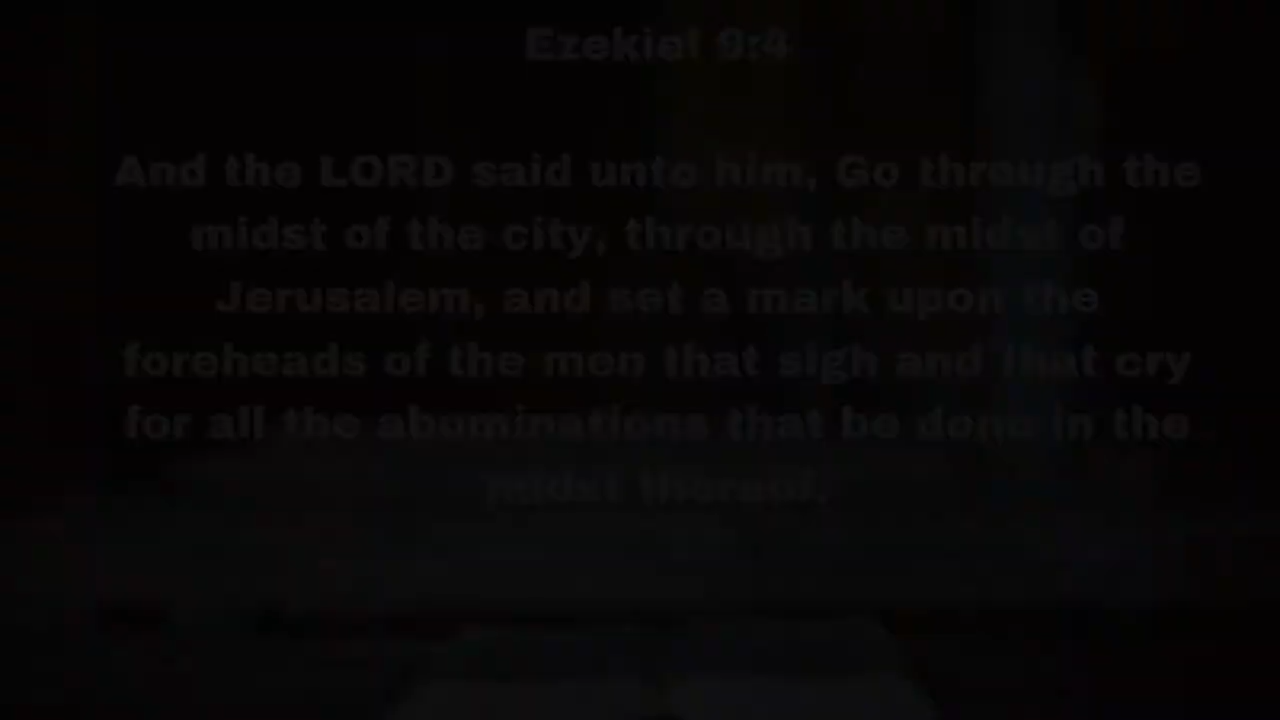 Ezekiel 9:4
And the LORD said unto him, Go through the
midst of the city, through the midst of
Jerusalem, and set a mark upon the
foreheads of the men that sigh and that cry
for all the abominations that be done in the
midst thereof.